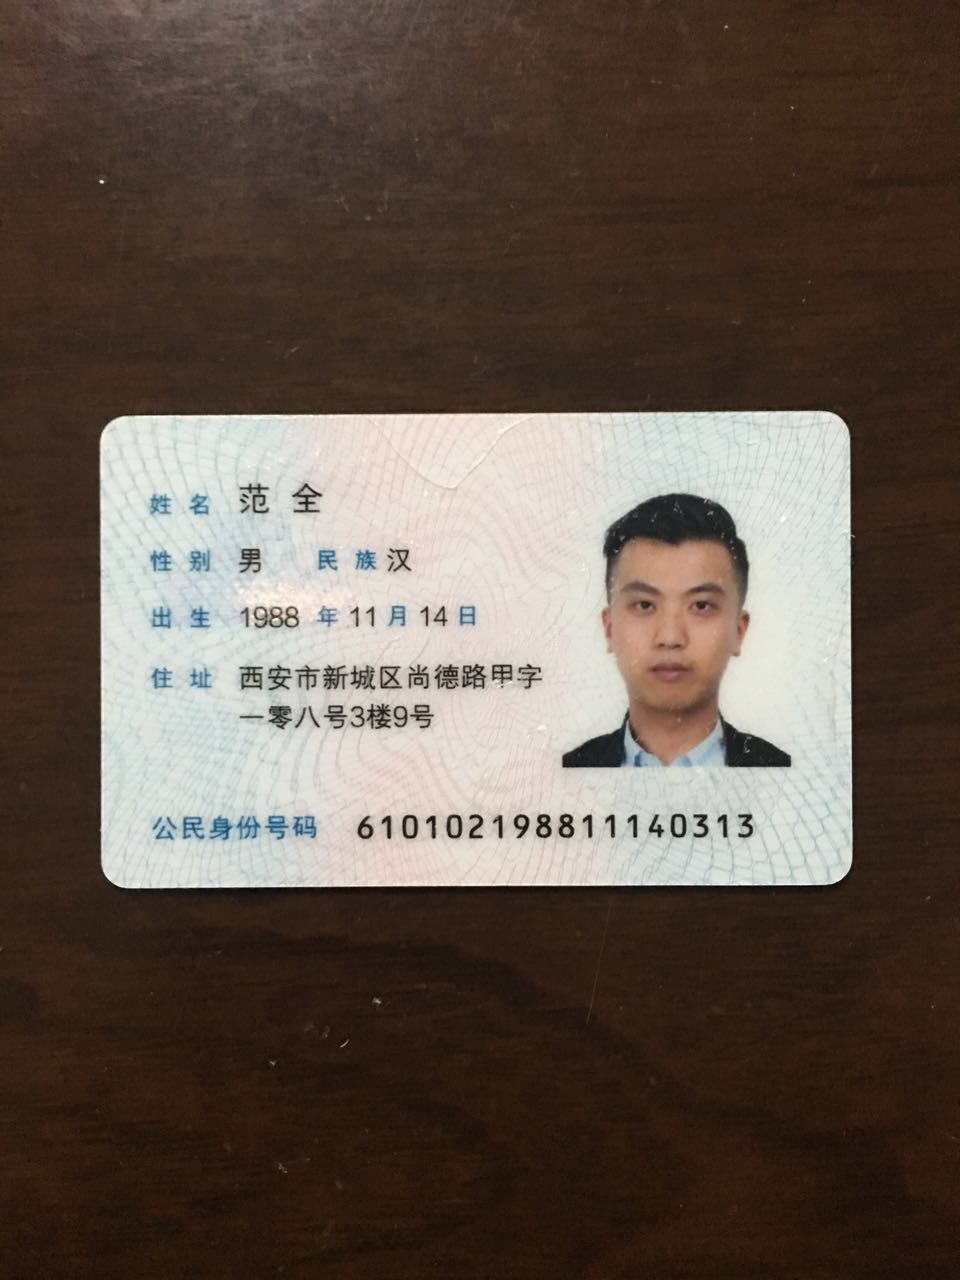 姓名 范全
性别 男 民族 汉
出生 1988 年 11 月 14 日
住址 西安市新城区尚德路甲字
一零八号3楼9号
公民身份号码 610102198811140313